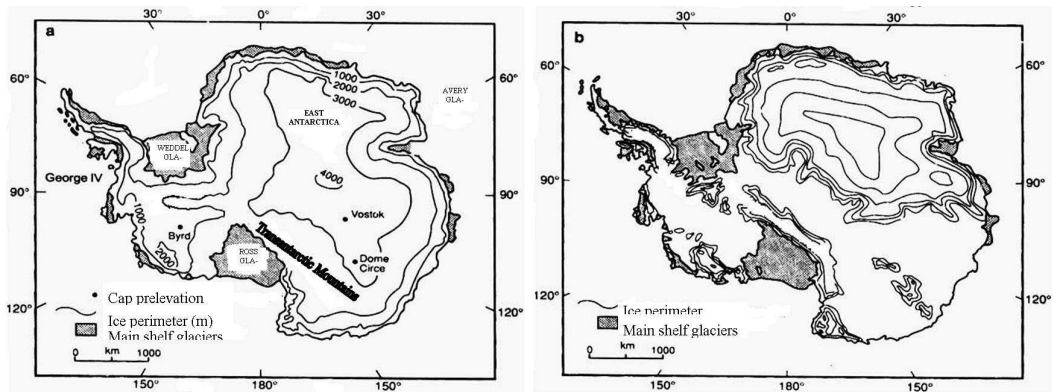 30° 0° 30°
a
60° 60°
1000
2000
3000
AVERY
GLA-
EAST
ANTARCTICA
WEDDEL
GLA-
George IV
90° 90°
4000
1000
Vostok
Byrd
2000
ROSS
GLA-
Transantarctic Mountains
Dome
Circe
120° 120°
Cap prelevation
Ice perimeter (m)
Main shelf glaciers
0 km 1000
150° 180° 150°
30° 0° 30°
b
60° 60°
90° 90°
120° 120°
Ice perimeter
Main shelf glaciers
0 km 1000
150° 180° 150°